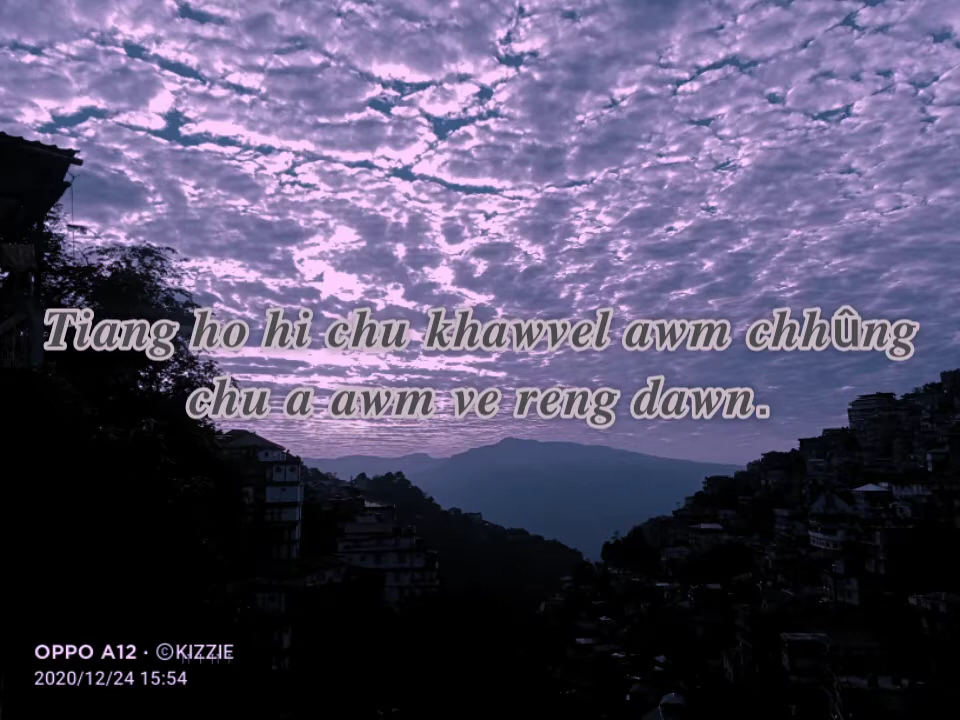 Tiang ho hi chu khawvel awm chhûng
chu a awm ve reng dawn.
OPPO A12 · ©KIZZIE
2020/12/24 15:54